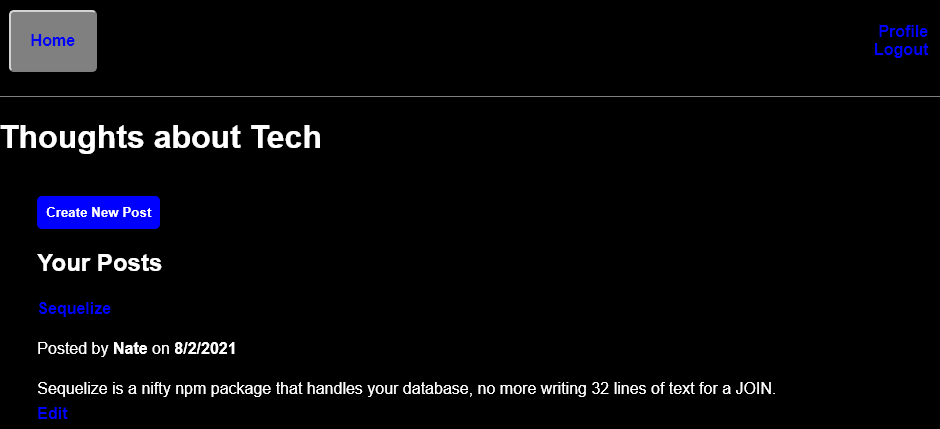 Home
Profile
Logout
Thoughts about Tech
Create New Post
Your Posts
Sequelize
Posted by Nate on 8/2/2021
Sequelize is a nifty npm package that handles your database, no more writing 32 lines of text for a JOIN.
Edit